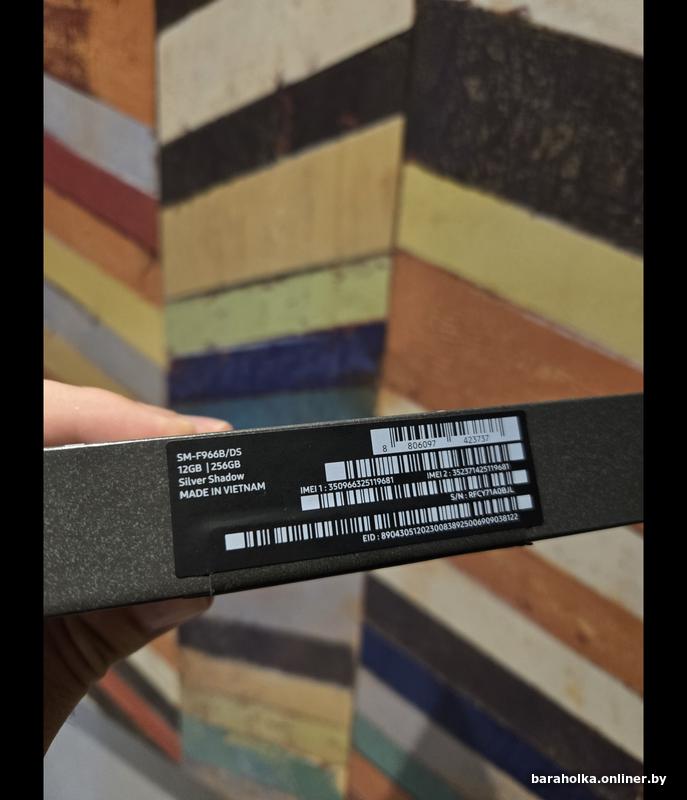 SM-F966B/DS
12GB | 256GB
Silver Shadow
MADE IN VIETNAM
8 806097 423737
IMEI 1 : 350966325119681
IMEI 2 : 352371425119681
S/N : RFCY71A0BJL
EID : 89043051202300838925006909038122
baraholka.onliner.by